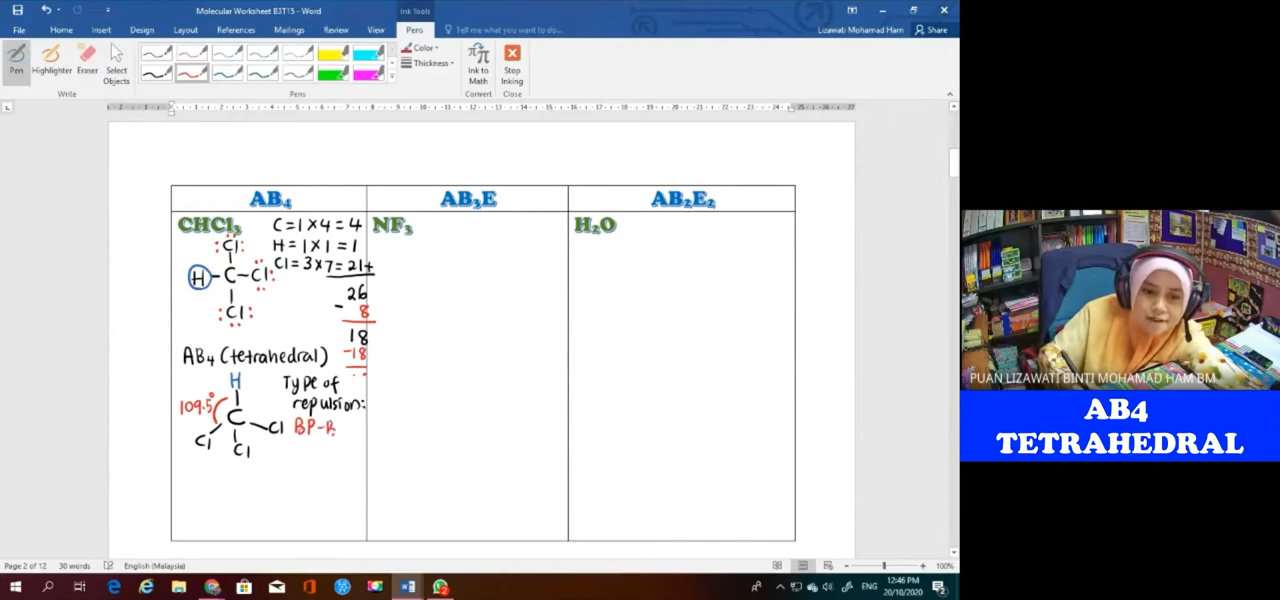 Molecular Worksheet B3T15 - Word
Ink Tools
File Home Insert Design Layout References Mailings Review View Pens Tell me what you want to do...
Lizawati Mohamad Ham Share
Pen Highlighter Eraser Select Objects
Color
Thickness
Ink to Math
Stop Inking
Write Pens Convert Close
AB₄ AB₃E AB₂E₂
CHCl₃ NF₃ H₂O
C = 1 × 4 = 4
H = 1 × 1 = 1
Cl = 3 × 7 = 21+
26
- 8
18
-18
Cl
H - C - Cl
Cl
AB₄ (tetrahedral)
H
109.5°
C
Cl Cl
Cl
Type of
repulsion:
BP-B
PUAN LIZAWATI BINTI MOHAMAD HAM BM
AB4
TETRAHEDRAL
Page 2 of 12 30 words English (Malaysia)
100%
ENG
12:46 PM
20/10/2020